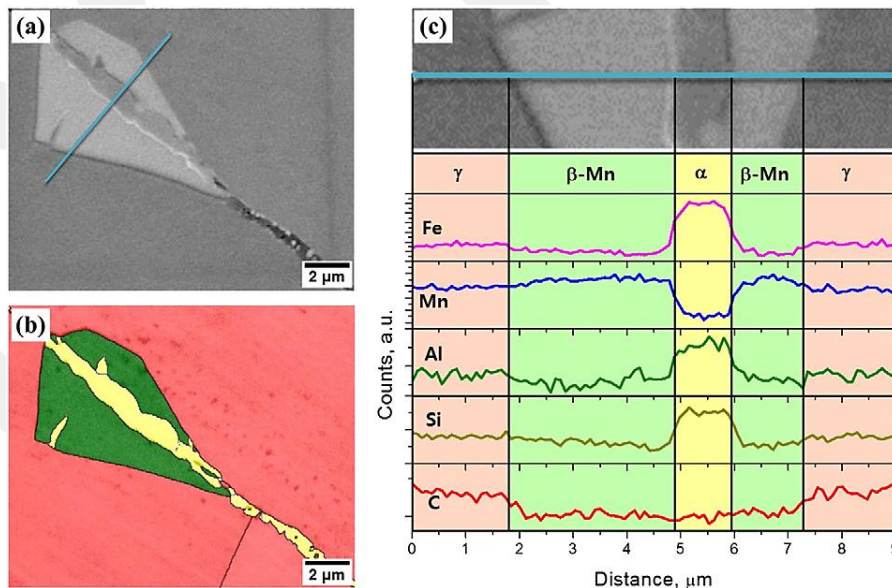 (a)
2 μm
(b)
2 μm
(c)
γ β-Mn α β-Mn γ
Fe
Mn
Al
Si
C
Counts, a.u.
0 1 2 3 4 5 6 7 8 9
Distance, μm